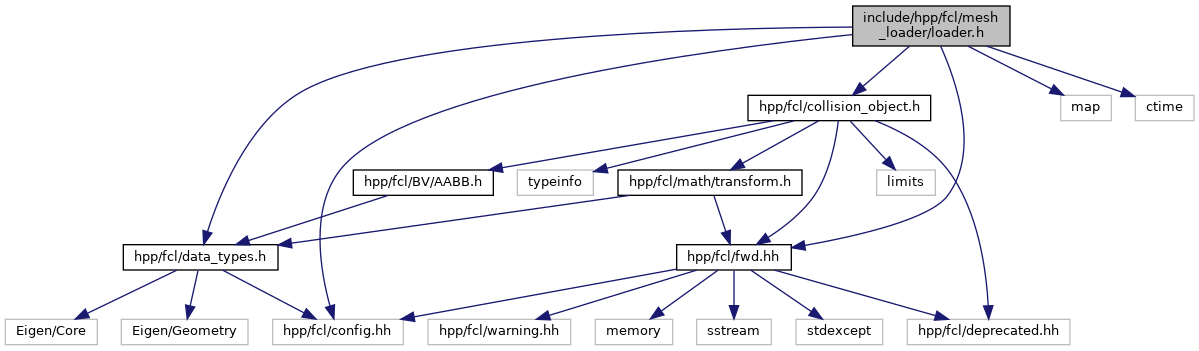 include/hpp/fcl/mesh
_loader/loader.h
hpp/fcl/collision_object.h
map
ctime
hpp/fcl/BV/AABB.h
typeinfo
hpp/fcl/math/transform.h
limits
hpp/fcl/data_types.h
hpp/fcl/fwd.hh
Eigen/Core
Eigen/Geometry
hpp/fcl/config.hh
hpp/fcl/warning.hh
memory
sstream
stdexcept
hpp/fcl/deprecated.hh